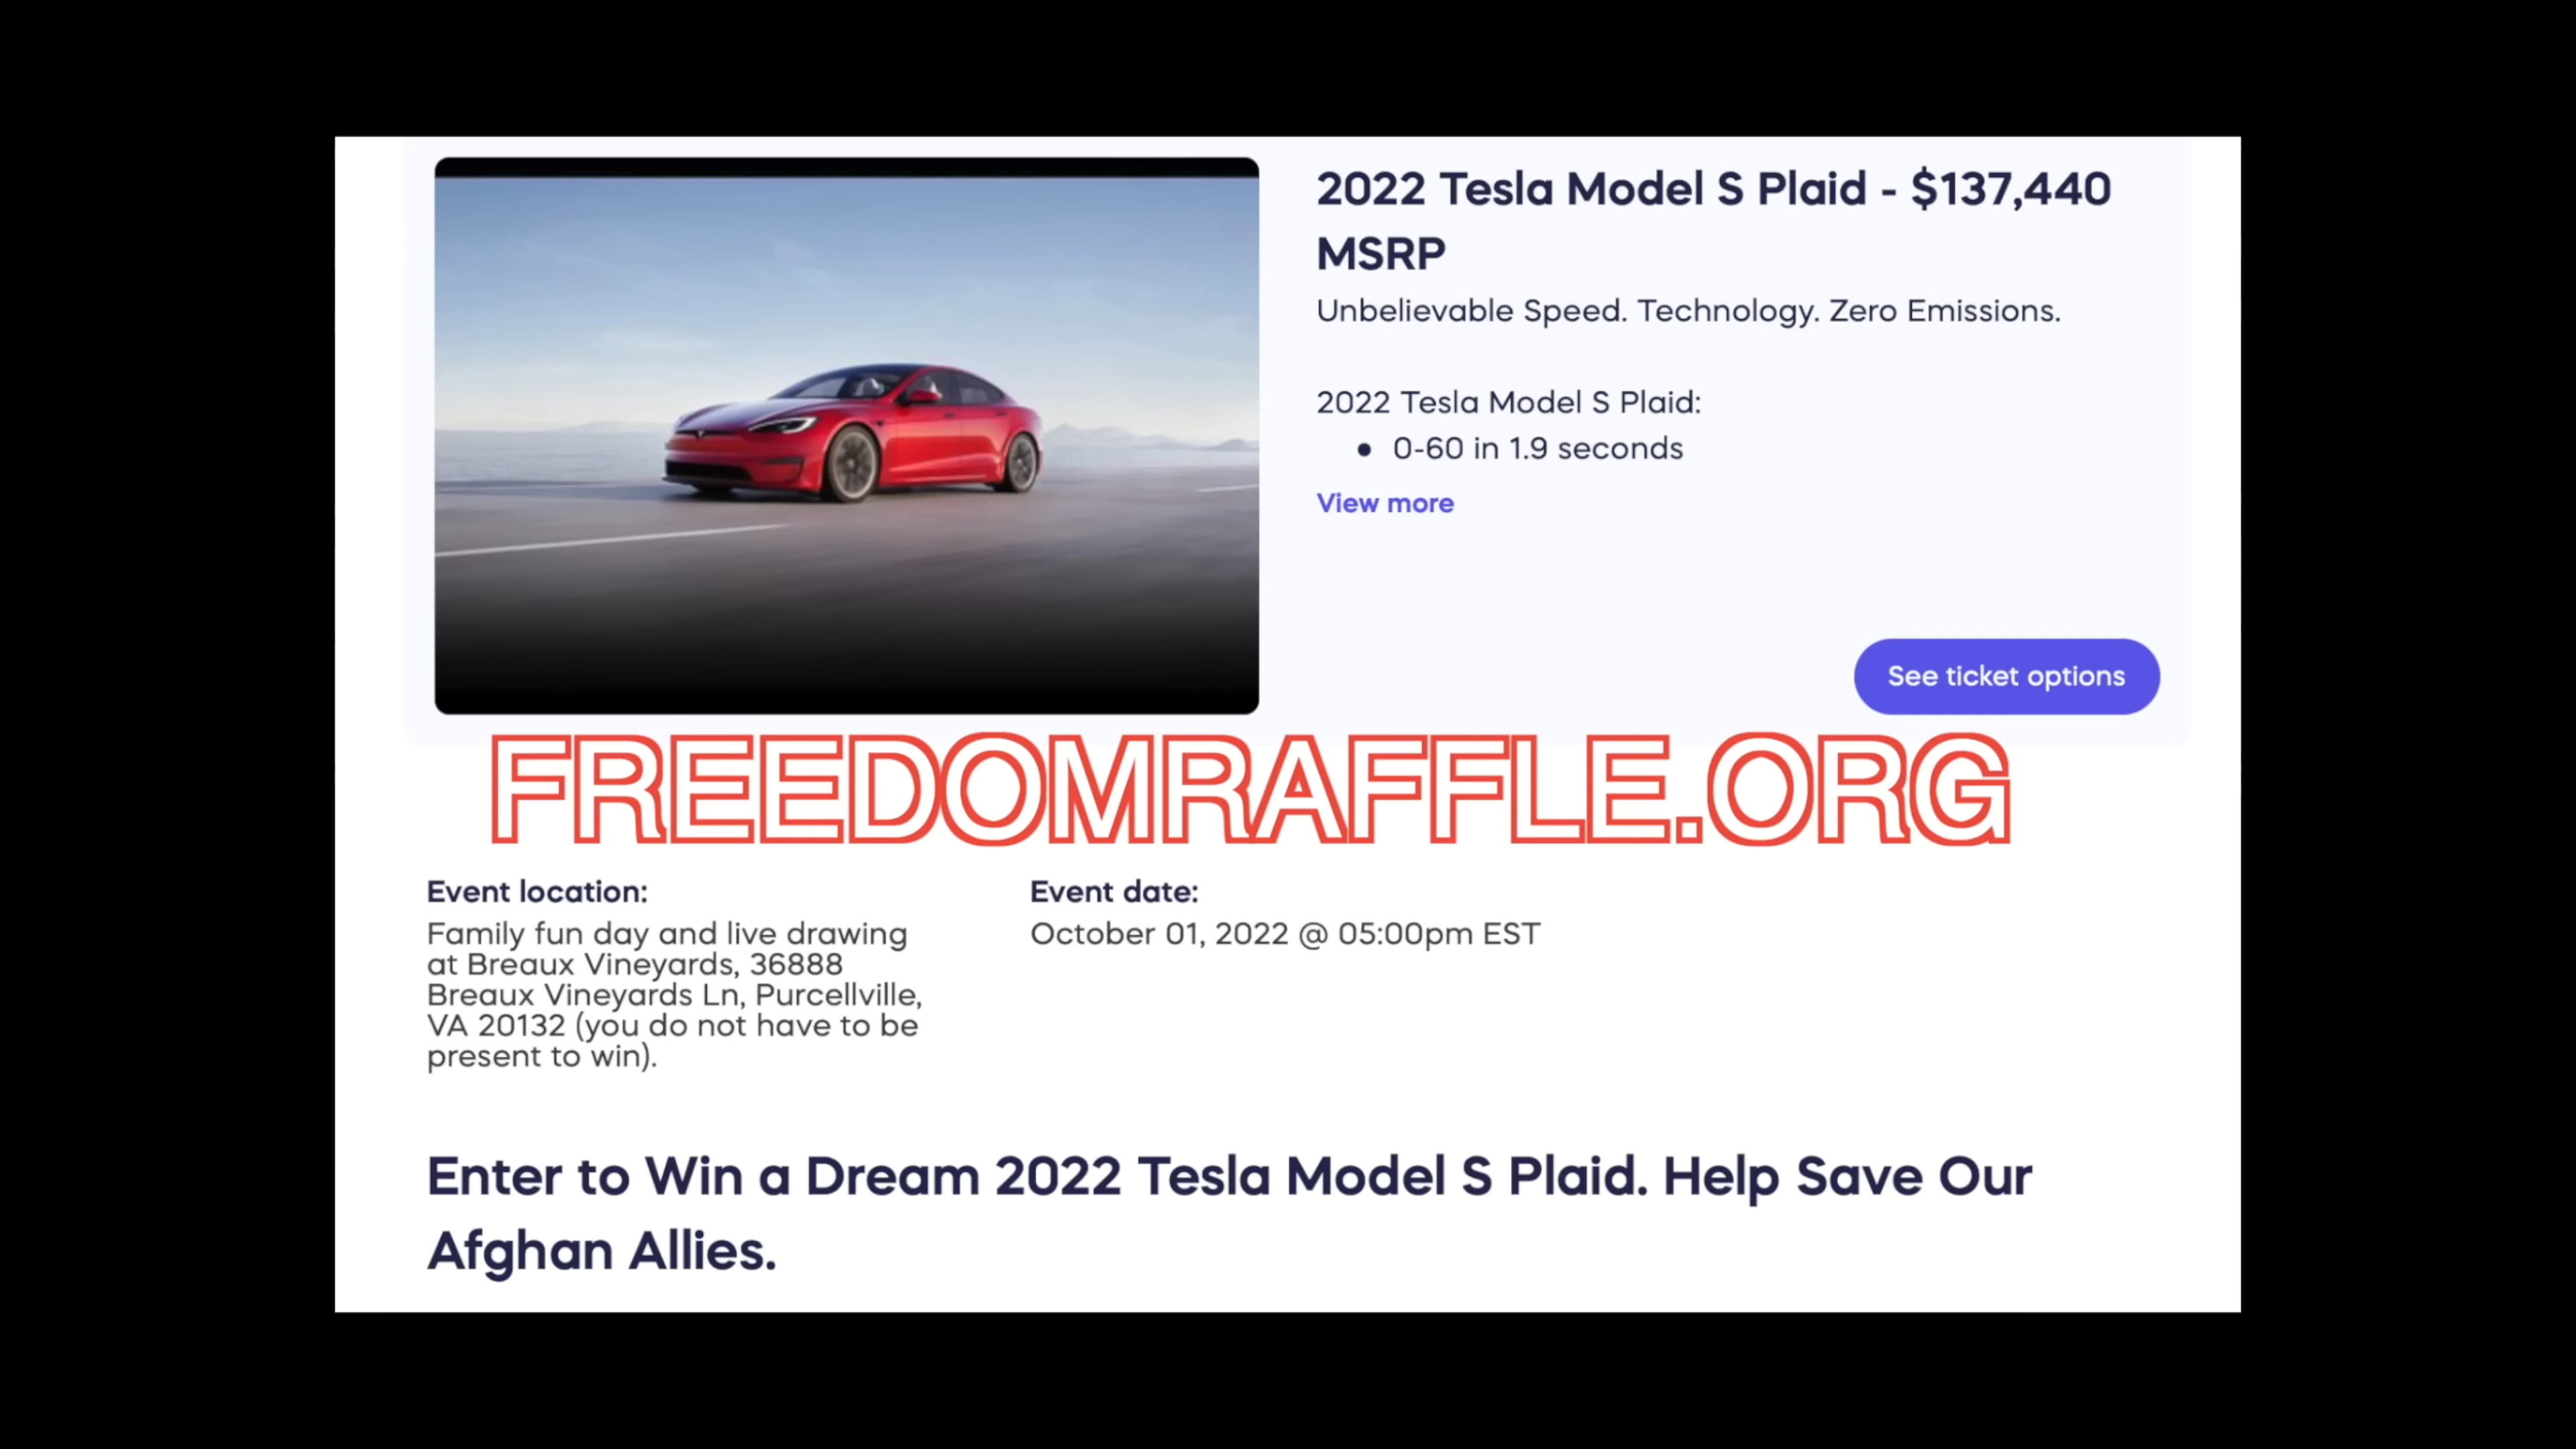 2022 Tesla Model S Plaid - $137,440
MSRP
Unbelievable Speed. Technology. Zero Emissions.
2022 Tesla Model S Plaid:
• 0-60 in 1.9 seconds
View more
See ticket options
FREEDOMRAFFLE.ORG
Event location:
Family fun day and live drawing
at Breaux Vineyards, 36888
Breaux Vineyards Ln, Purcellville,
VA 20132 (you do not have to be
present to win).
Event date:
October 01, 2022 @ 05:00pm EST
Enter to Win a Dream 2022 Tesla Model S Plaid. Help Save Our
Afghan Allies.